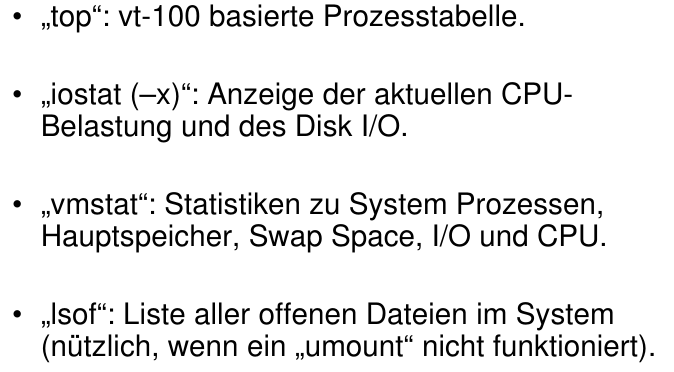 • „top“: vt-100 basierte Prozesstabelle.
• „iostat (–x)“: Anzeige der aktuellen CPU-
Belastung und des Disk I/O.
• „vmstat“: Statistiken zu System Prozessen,
Hauptspeicher, Swap Space, I/O und CPU.
• „lsof“: Liste aller offenen Dateien im System
(nützlich, wenn ein „umount“ nicht funktioniert).